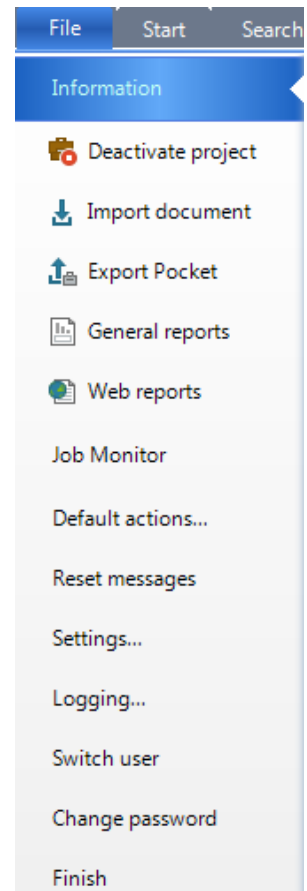 File Start Search
Information
Deactivate project
Import document
Export Pocket
General reports
Web reports
Job Monitor
Default actions...
Reset messages
Settings...
Logging...
Switch user
Change password
Finish